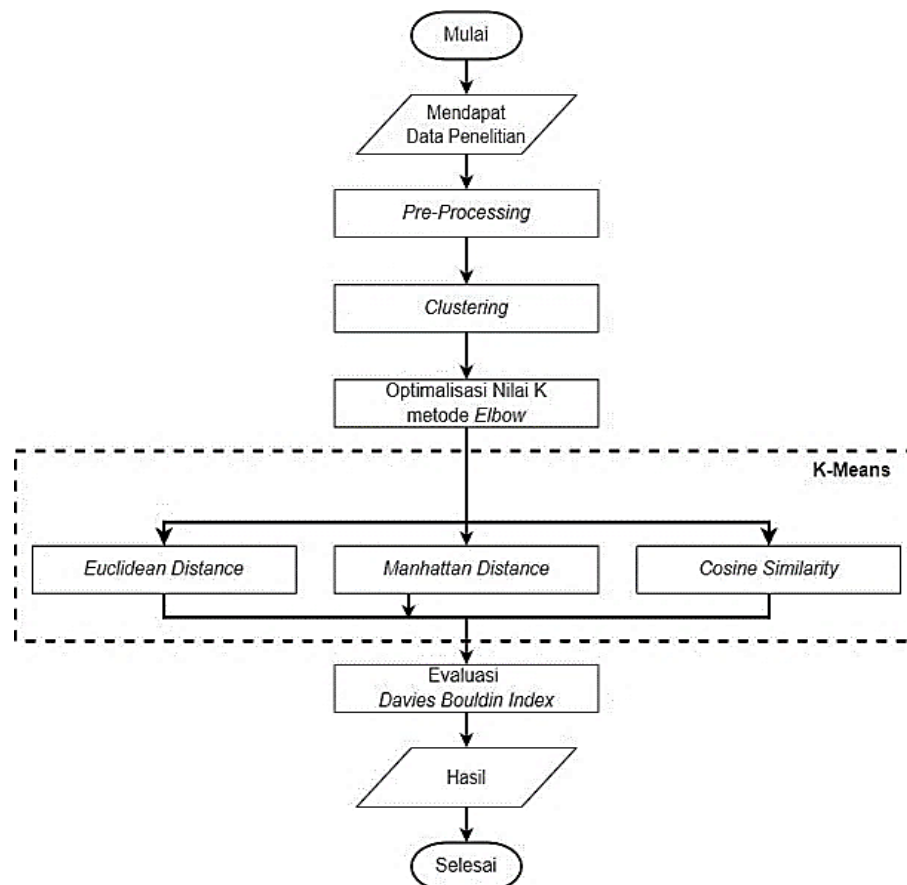 Mulai
Mendapat
Data Penelitian
Pre-Processing
Clustering
Optimalisasi Nilai K
metode Elbow
K-Means
Euclidean Distance
Manhattan Distance
Cosine Similarity
Evaluasi
Davies Bouldin Index
Hasil
Selesai